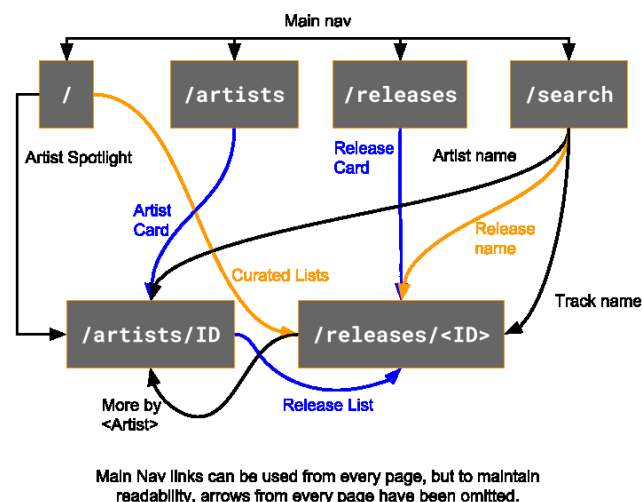 Main nav
/
/artists
/releases
/search
Artist Spotlight
Release
Card
Artist name
Artist
Card
Release
name
Curated Lists
Track name
/artists/ID
/releases/<ID>
More by
<Artist>
Release List
Main Nav links can be used from every page, but to maintain
readability, arrows from every page have been omitted.